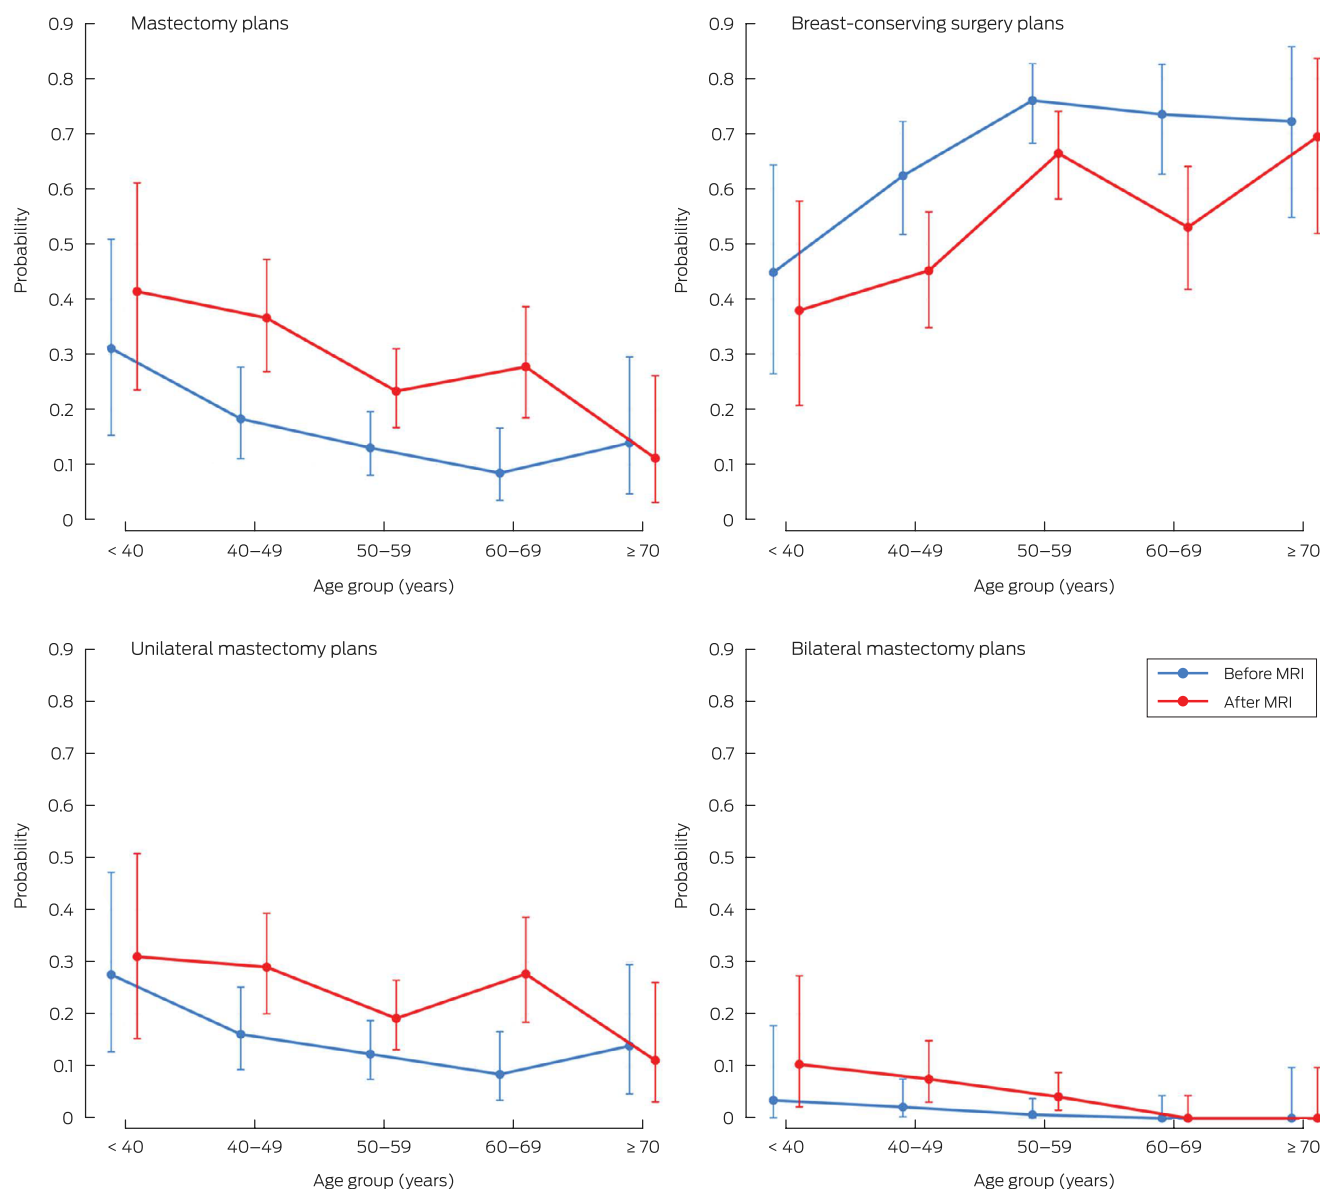 Mastectomy plans
0.9
0.8
0.7
0.6
0.5
0.4
0.3
0.2
0.1
0
Probability
< 40 40–49 50–59 60–69 ≥ 70
Age group (years)
Breast-conserving surgery plans
0.9
0.8
0.7
0.6
0.5
0.4
0.3
0.2
0.1
0
Probability
< 40 40–49 50–59 60–69 ≥ 70
Age group (years)
Unilateral mastectomy plans
0.9
0.8
0.7
0.6
0.5
0.4
0.3
0.2
0.1
0
Probability
< 40 40–49 50–59 60–69 ≥ 70
Age group (years)
Bilateral mastectomy plans
Before MRI
After MRI
0.9
0.8
0.7
0.6
0.5
0.4
0.3
0.2
0.1
0
Probability
< 40 40–49 50–59 60–69 ≥ 70
Age group (years)